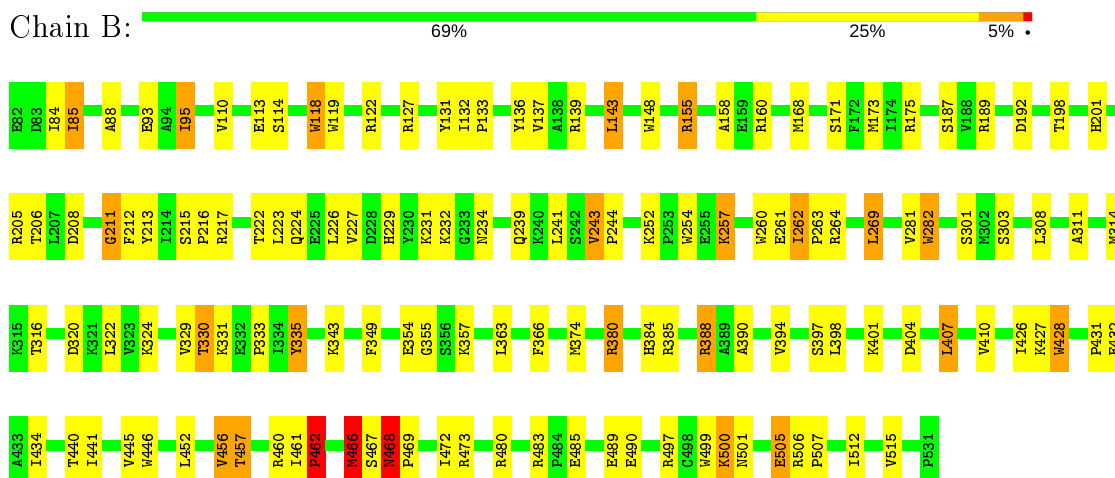 Chain B:
69% 25% 5% •
E82 D83 I84 I85 A88 E93 A94 I95 V110 E113 S114 W118 W119 R122 R127 Y131 I132 P133 Y136 V137 A138 R139 L143 W148 R155 A158 E159 R160 M168 S171 F172 M173 I174 R175 S187 V188 R189 D192 T198 H201
R205 T206 L207 D208 G211 F212 Y213 I214 S215 P216 R217 T222 L223 Q224 E225 L226 V227 D228 H229 Y230 K231 K232 G233 N234 Q239 K240 L241 S242 V243 P244 K252 P253 W254 E255 K257 W260 E261 I262 P263 R264 L269 V281 W282 S301 M302 S303 L308 A311 M314
K315 T316 D320 K321 L322 V323 K324 V329 T330 K331 E332 P333 I334 Y335 K343 F349 E354 G355 S356 K357 L363 F366 M374 R380 H384 R385 R388 A389 A390 V394 S397 L398 K401 D404 L407 V410 I426 K427 W428 P431 E432
A433 I434 T440 I441 V445 W446 L452 V456 T457 R460 I461 P462 M466 S467 N468 P469 I472 R473 R480 R483 P484 E485 E489 E490 R497 C498 W499 K500 N501 E505 R506 P507 I512 V515 P531